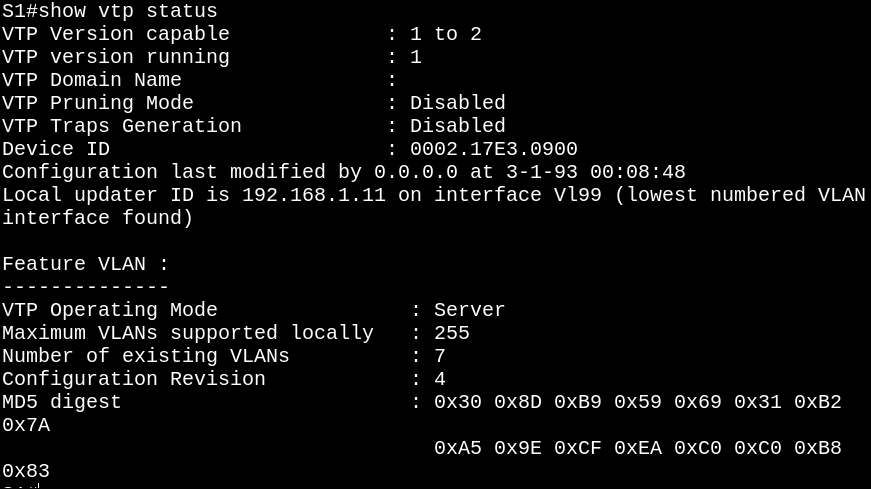 S1#show vtp status
VTP Version capable             : 1 to 2
VTP version running             : 1
VTP Domain Name                 :
VTP Pruning Mode                : Disabled
VTP Traps Generation            : Disabled
Device ID                       : 0002.17E3.0900
Configuration last modified by 0.0.0.0 at 3-1-93 00:08:48
Local updater ID is 192.168.1.11 on interface Vl99 (lowest numbered VLAN
interface found)

Feature VLAN :
--------------
VTP Operating Mode                : Server
Maximum VLANs supported locally   : 255
Number of existing VLANs          : 7
Configuration Revision            : 4
MD5 digest                        : 0x30 0x8D 0xB9 0x59 0x69 0x31 0xB2
0x7A
                                    0xA5 0x9E 0xCF 0xEA 0xC0 0xC0 0xB8
0x83
S1#